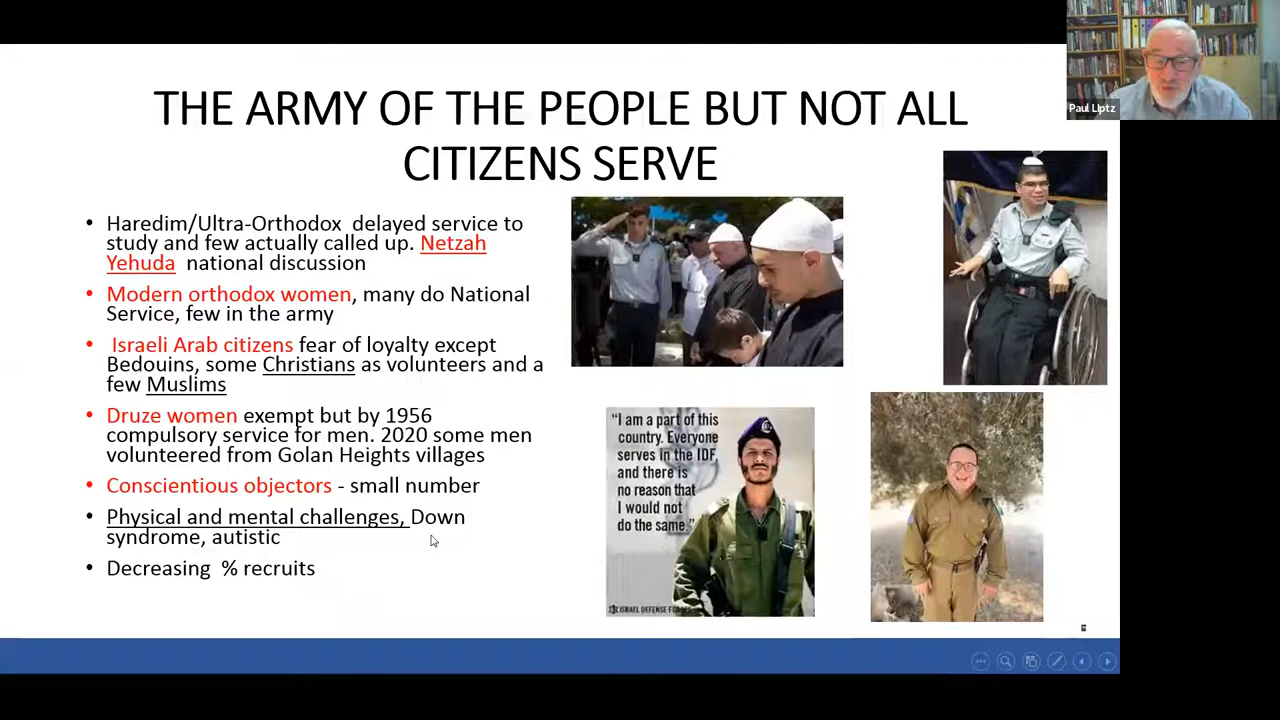 THE ARMY OF THE PEOPLE BUT NOT ALL
CITIZENS SERVE
• Haredim/Ultra-Orthodox delayed service to
study and few actually called up. Netzah
Yehuda national discussion
• Modern orthodox women, many do National
Service, few in the army
• Israeli Arab citizens fear of loyalty except
Bedouins, some Christians as volunteers and a
few Muslims
• Druze women exempt but by 1956
compulsory service for men. 2020 some men
volunteered from Golan Heights villages
• Conscientious objectors - small number
• Physical and mental challenges, Down
syndrome, autistic
• Decreasing % recruits
“I am a part of this
country. Everyone
serves in the IDF,
and there is
no reason that
I would not
do the same.”
ISRAEL DEFENSE
Paul Liptz